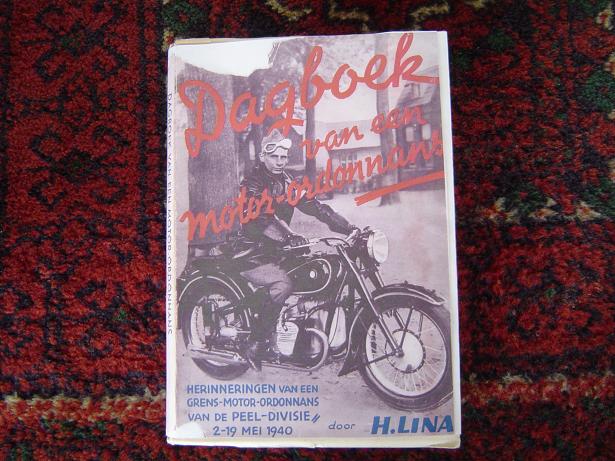 Dagboek
van een
motor-ordonnans
HERINNERINGEN VAN EEN
GRENS-MOTOR-ORDONNANS
VAN DE PEEL-DIVISIE
2-19 MEI 1940
door H.LINA
DAGBOEK VAN EEN MOTOR-ORDONNANS